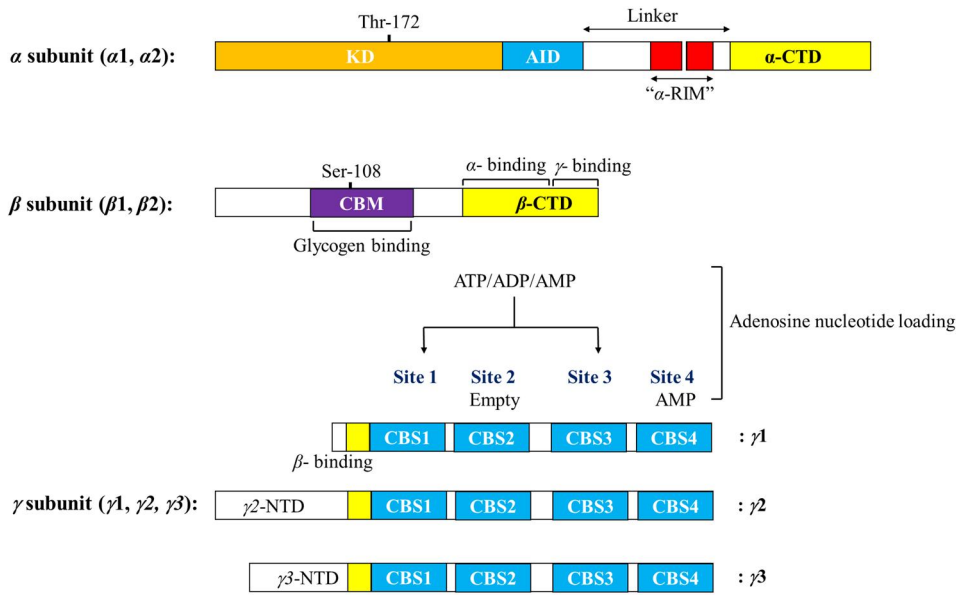 Thr-172
Linker
α subunit (α1, α2):
KD
AID
α-CTD
“α-RIM”
α- binding
γ- binding
Ser-108
β subunit (β1, β2):
CBM
β-CTD
Glycogen binding
ATP/ADP/AMP
Adenosine nucleotide loading
Site 1
Site 2
Site 3
Site 4
Empty
AMP
CBS1
CBS2
CBS3
CBS4
: γ1
β- binding
γ subunit (γ1, γ2, γ3):
γ2-NTD
CBS1
CBS2
CBS3
CBS4
: γ2
γ3-NTD
CBS1
CBS2
CBS3
CBS4
: γ3